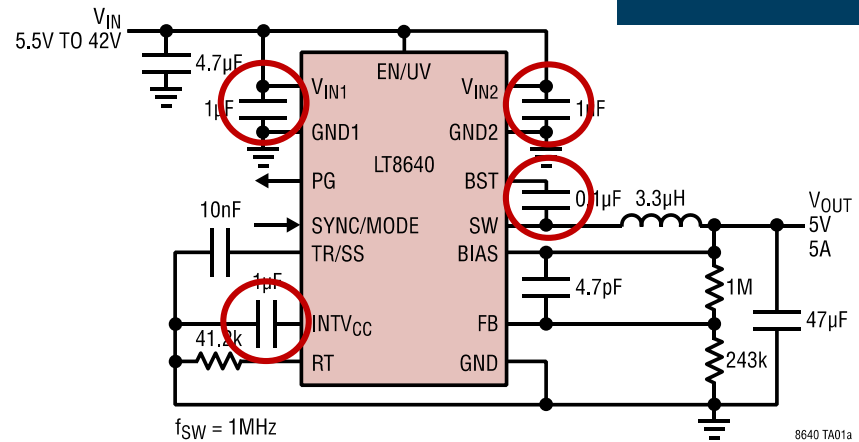 VIN
5.5V TO 42V
4.7µF
EN/UV
VIN1
VIN2
1µF
1µF
GND1
GND2
LT8640
PG
BST
10nF
0.1µF
3.3µH
VOUT
5V
5A
SYNC/MODE
SW
TR/SS
BIAS
1µF
4.7pF
1M
INTVCC
FB
47µF
41.2k
RT
GND
243k
fSW = 1MHz
8640 TA01a